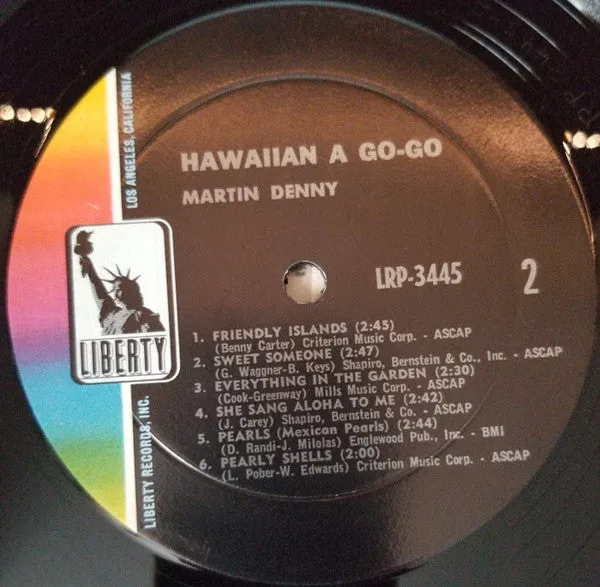 HAWAIIAN A GO-GO
MARTIN DENNY
LRP-3445
2
1. FRIENDLY ISLANDS (2:45)
(Benny Carter) Criterion Music Corp. - ASCAP
2. SWEET SOMEONE (2:47)
(G. Waggner-B. Keys) Shapiro, Bernstein & Co., Inc. - ASCAP
3. EVERYTHING IN THE GARDEN (2:30)
(Cook-Greenway) Mills Music Corp. - ASCAP
4. SHE SANG ALOHA TO ME (2:42)
(J. Carey) Shapiro, Bernstein & Co. - ASCAP
5. PEARLS (Mexican Pearls) (2:44)
(D. Randi-J. Milolas) Englewood Pub., Inc. - BMI
6. PEARLY SHELLS (2:00)
(L. Pober-W. Edwards) Criterion Music Corp. - ASCAP
LIBERTY
LIBERTY RECORDS, INC.
LOS ANGELES, CALIFORNIA